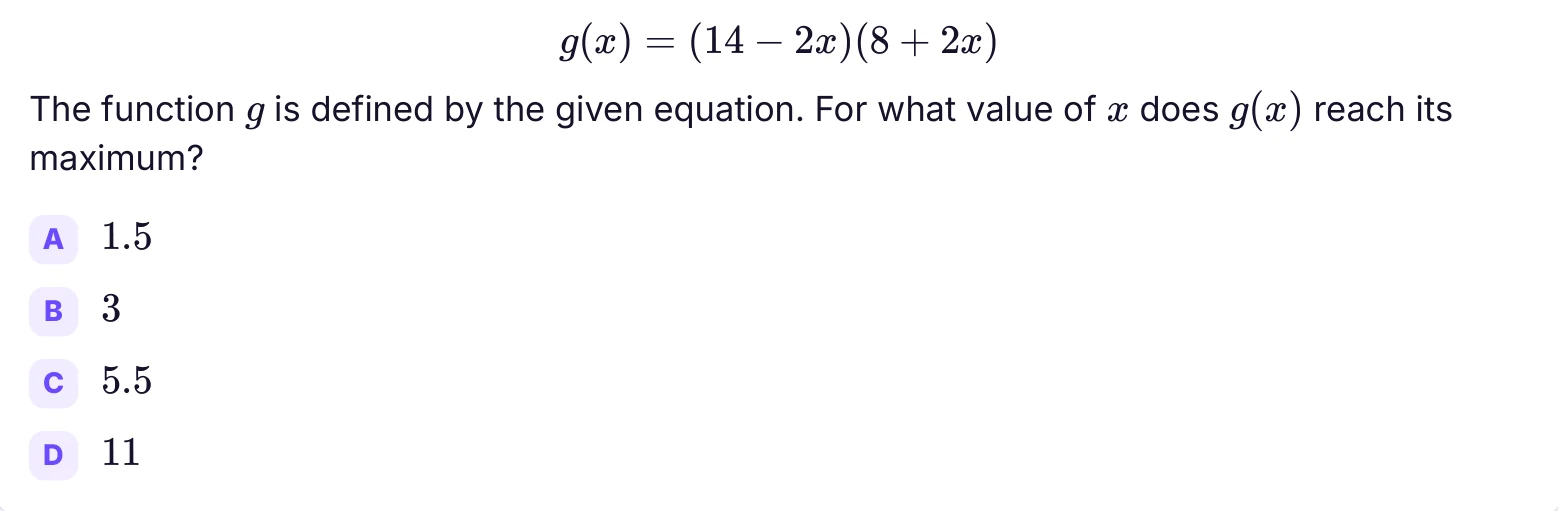 g(x) = (14 − 2x)(8 + 2x)
The function g is defined by the given equation. For what value of x does g(x) reach its
maximum?
A 1.5
B 3
C 5.5
D 11